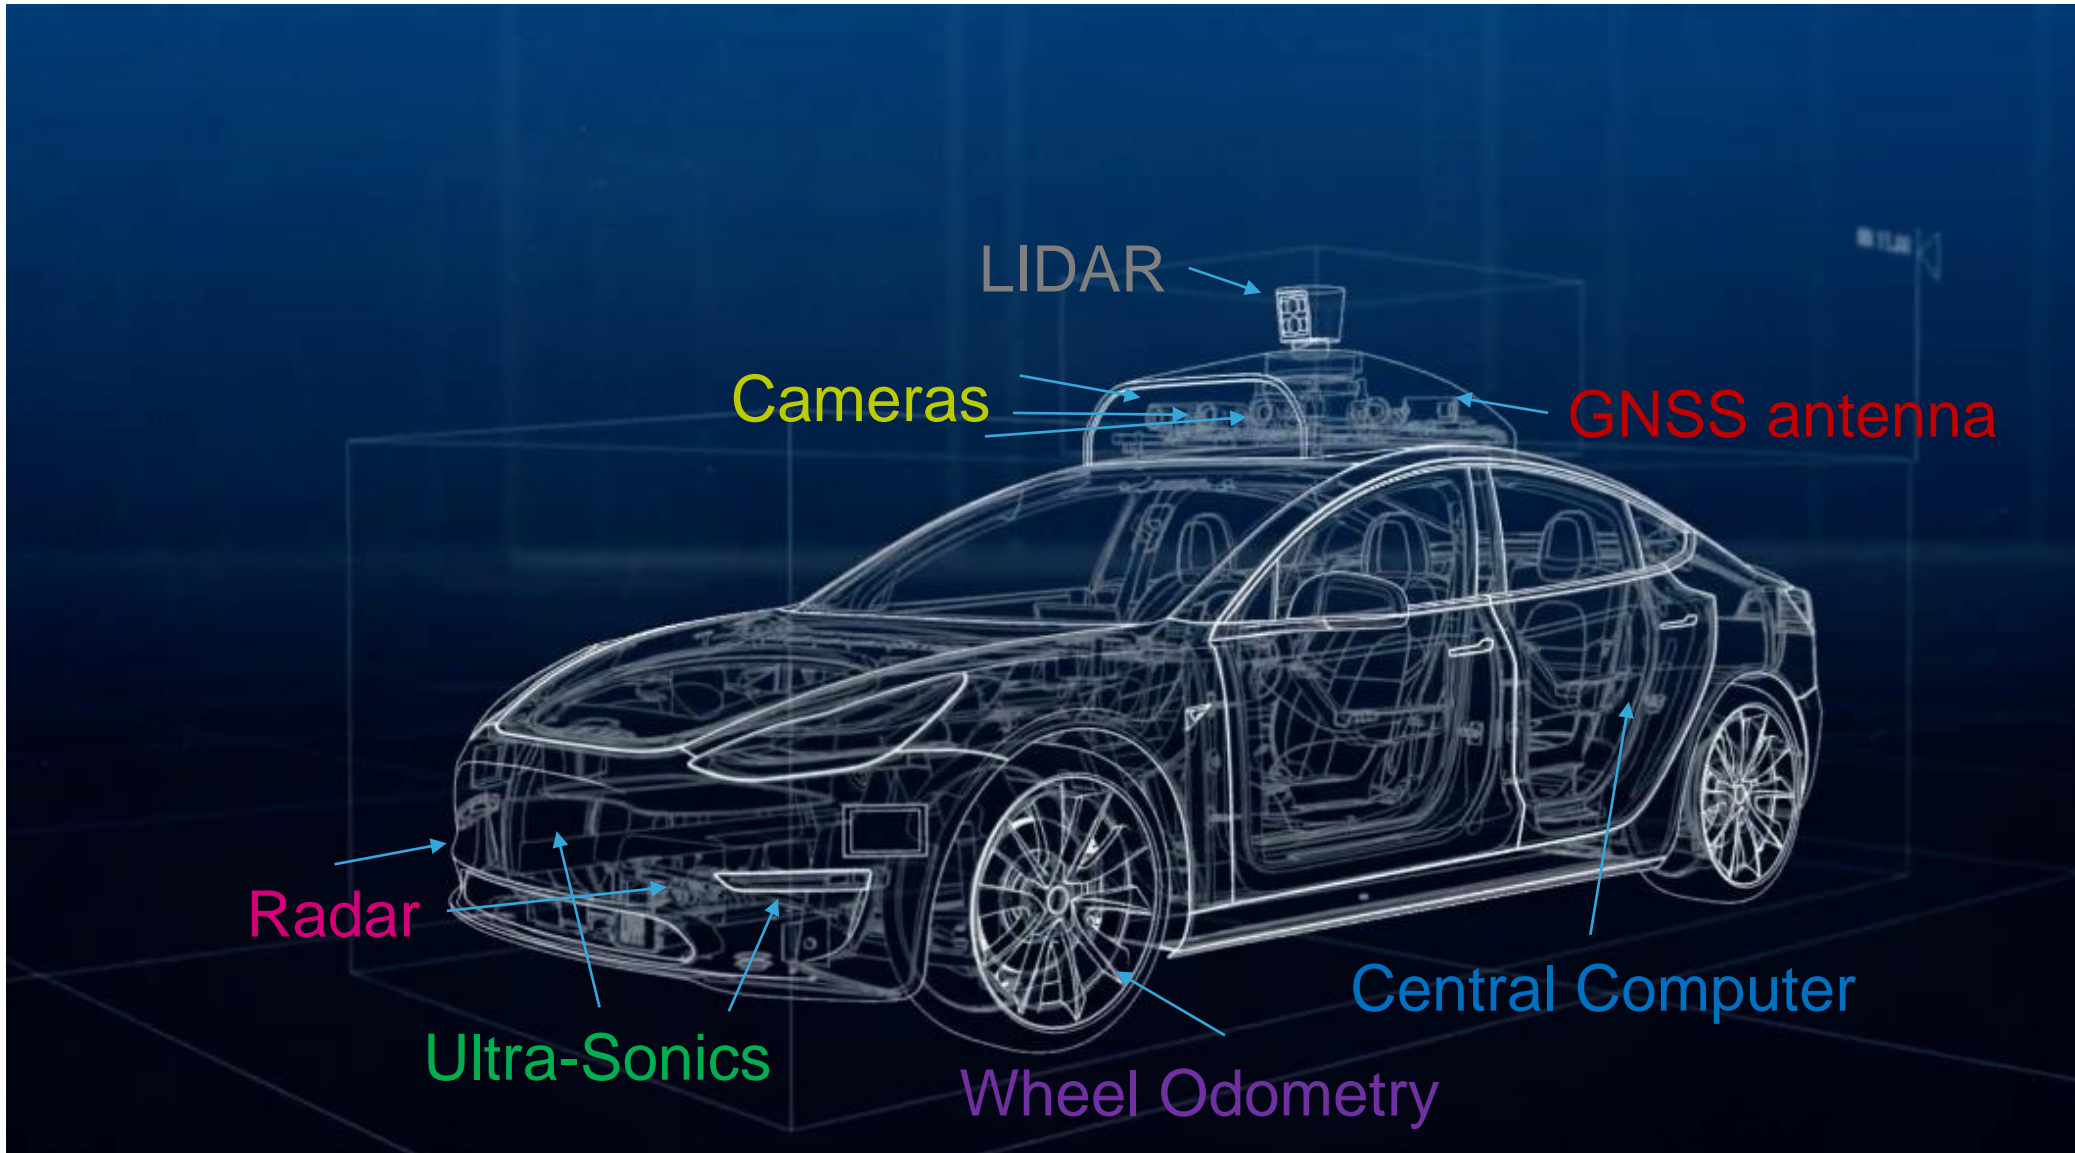 LIDAR
Cameras
GNSS antenna
Radar
Central Computer
Ultra-Sonics
Wheel Odometry